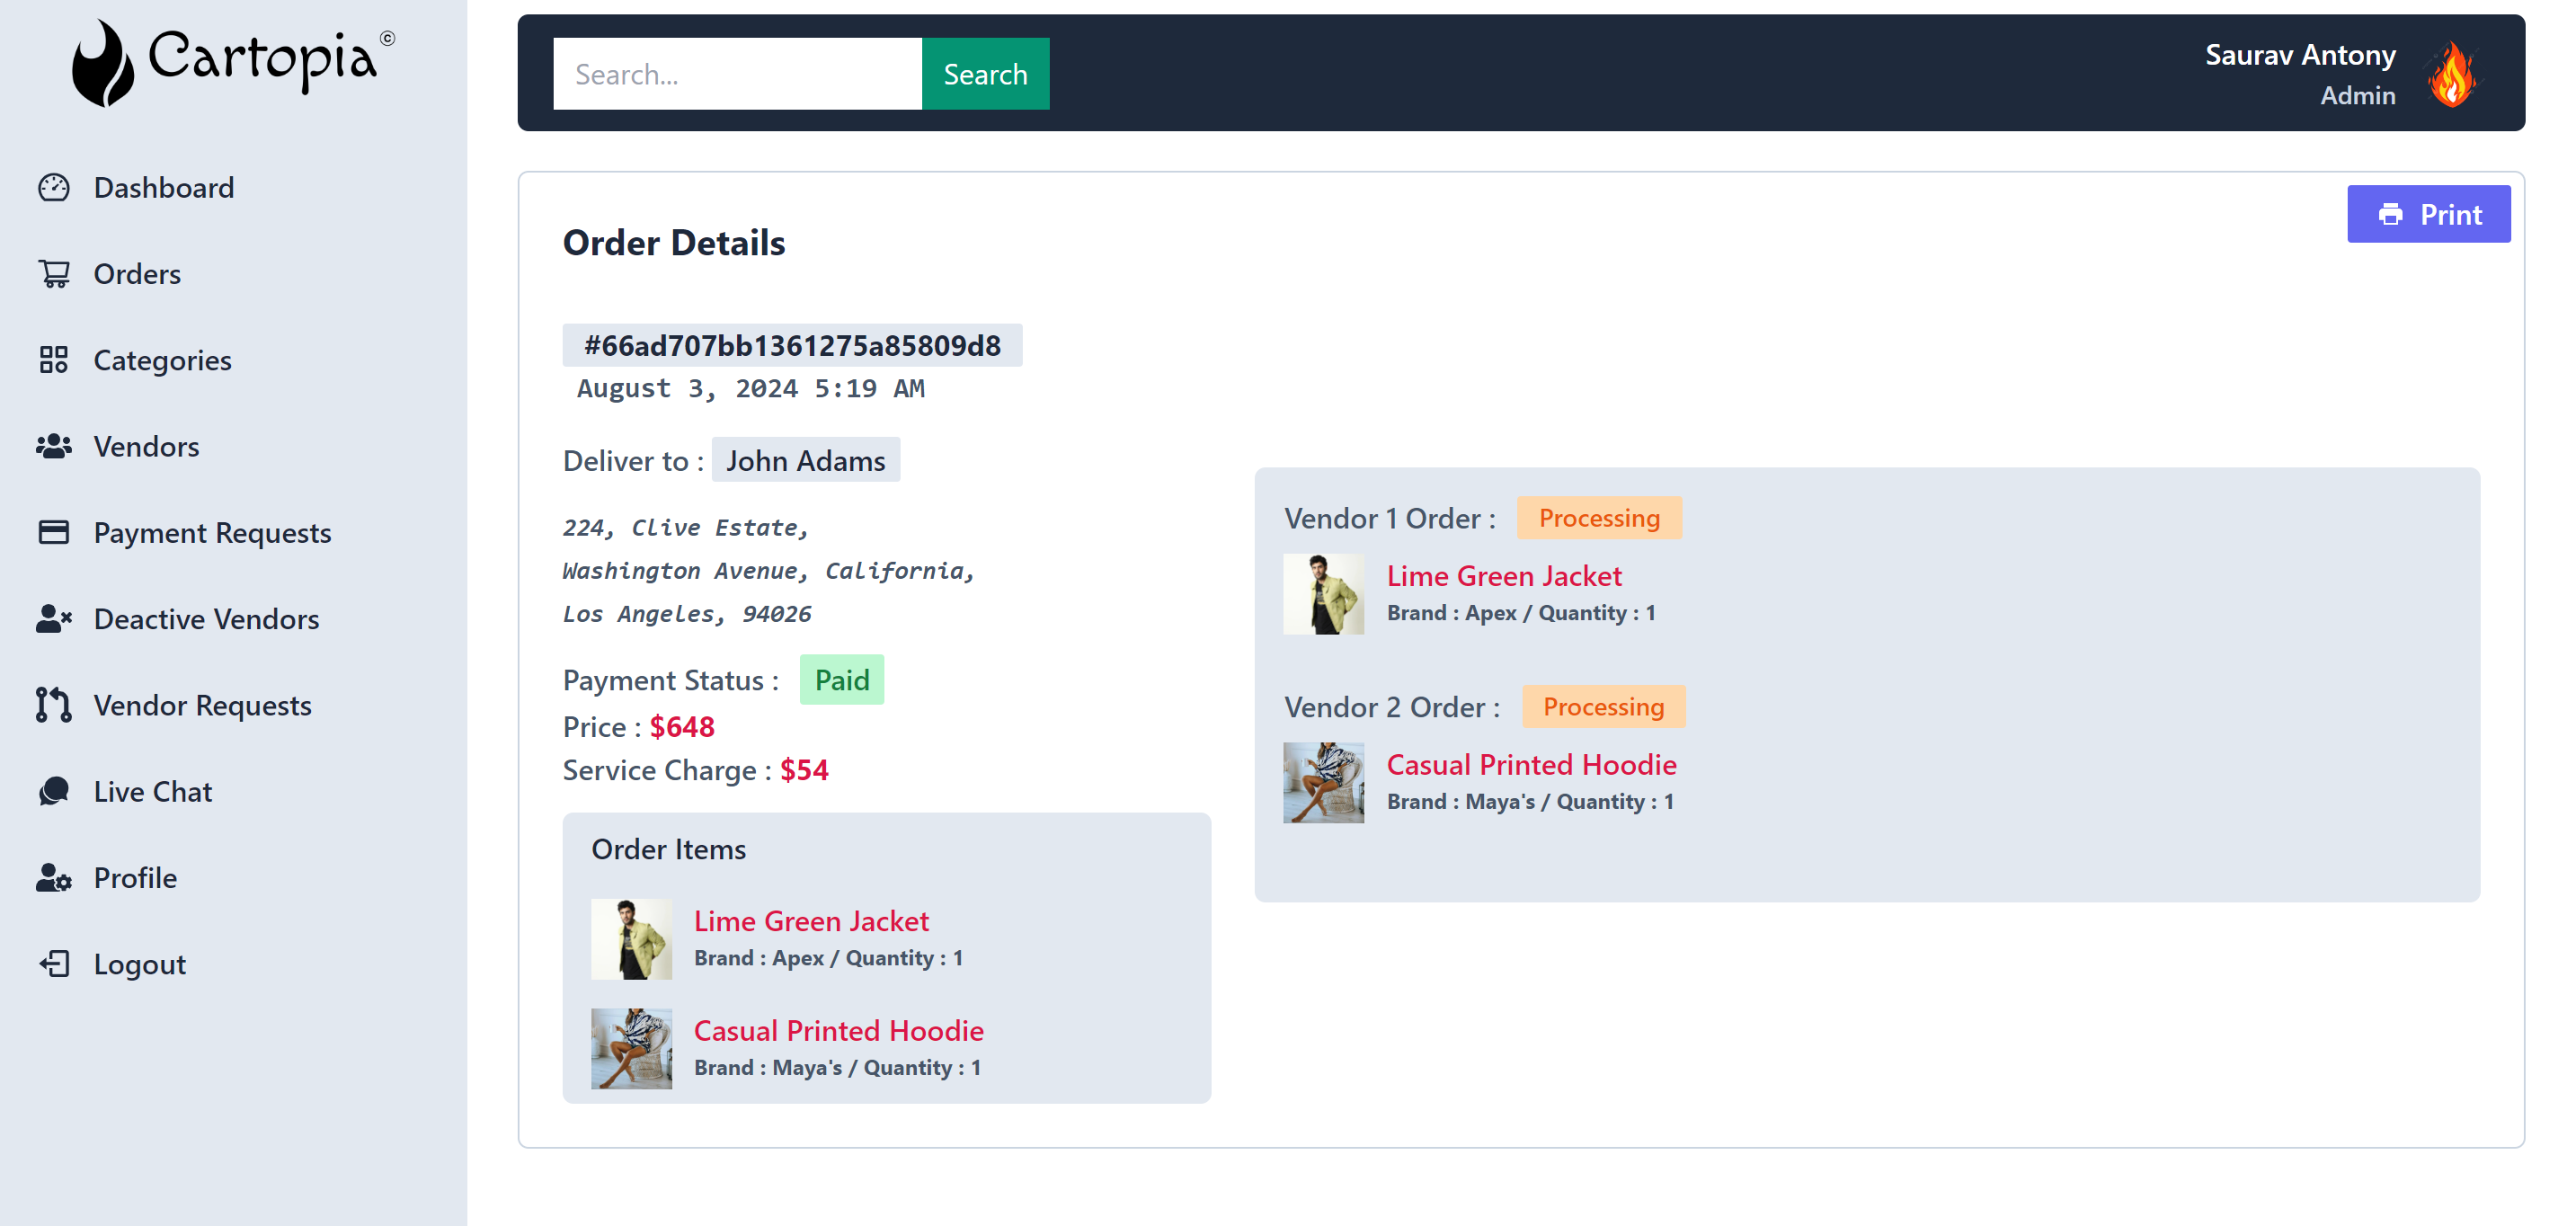 Cartopia©
Dashboard
Orders
Categories
Vendors
Payment Requests
Deactive Vendors
Vendor Requests
Live Chat
Profile
Logout
Search...
Search
Saurav Antony
Admin
Print
Order Details
#66ad707bb1361275a85809d8
August 3, 2024 5:19 AM
Deliver to : John Adams
224, Clive Estate,
Washington Avenue, California,
Los Angeles, 94026
Payment Status : Paid
Price : $648
Service Charge : $54
Order Items
Lime Green Jacket
Brand : Apex / Quantity : 1
Casual Printed Hoodie
Brand : Maya's / Quantity : 1
Vendor 1 Order : Processing
Lime Green Jacket
Brand : Apex / Quantity : 1
Vendor 2 Order : Processing
Casual Printed Hoodie
Brand : Maya's / Quantity : 1